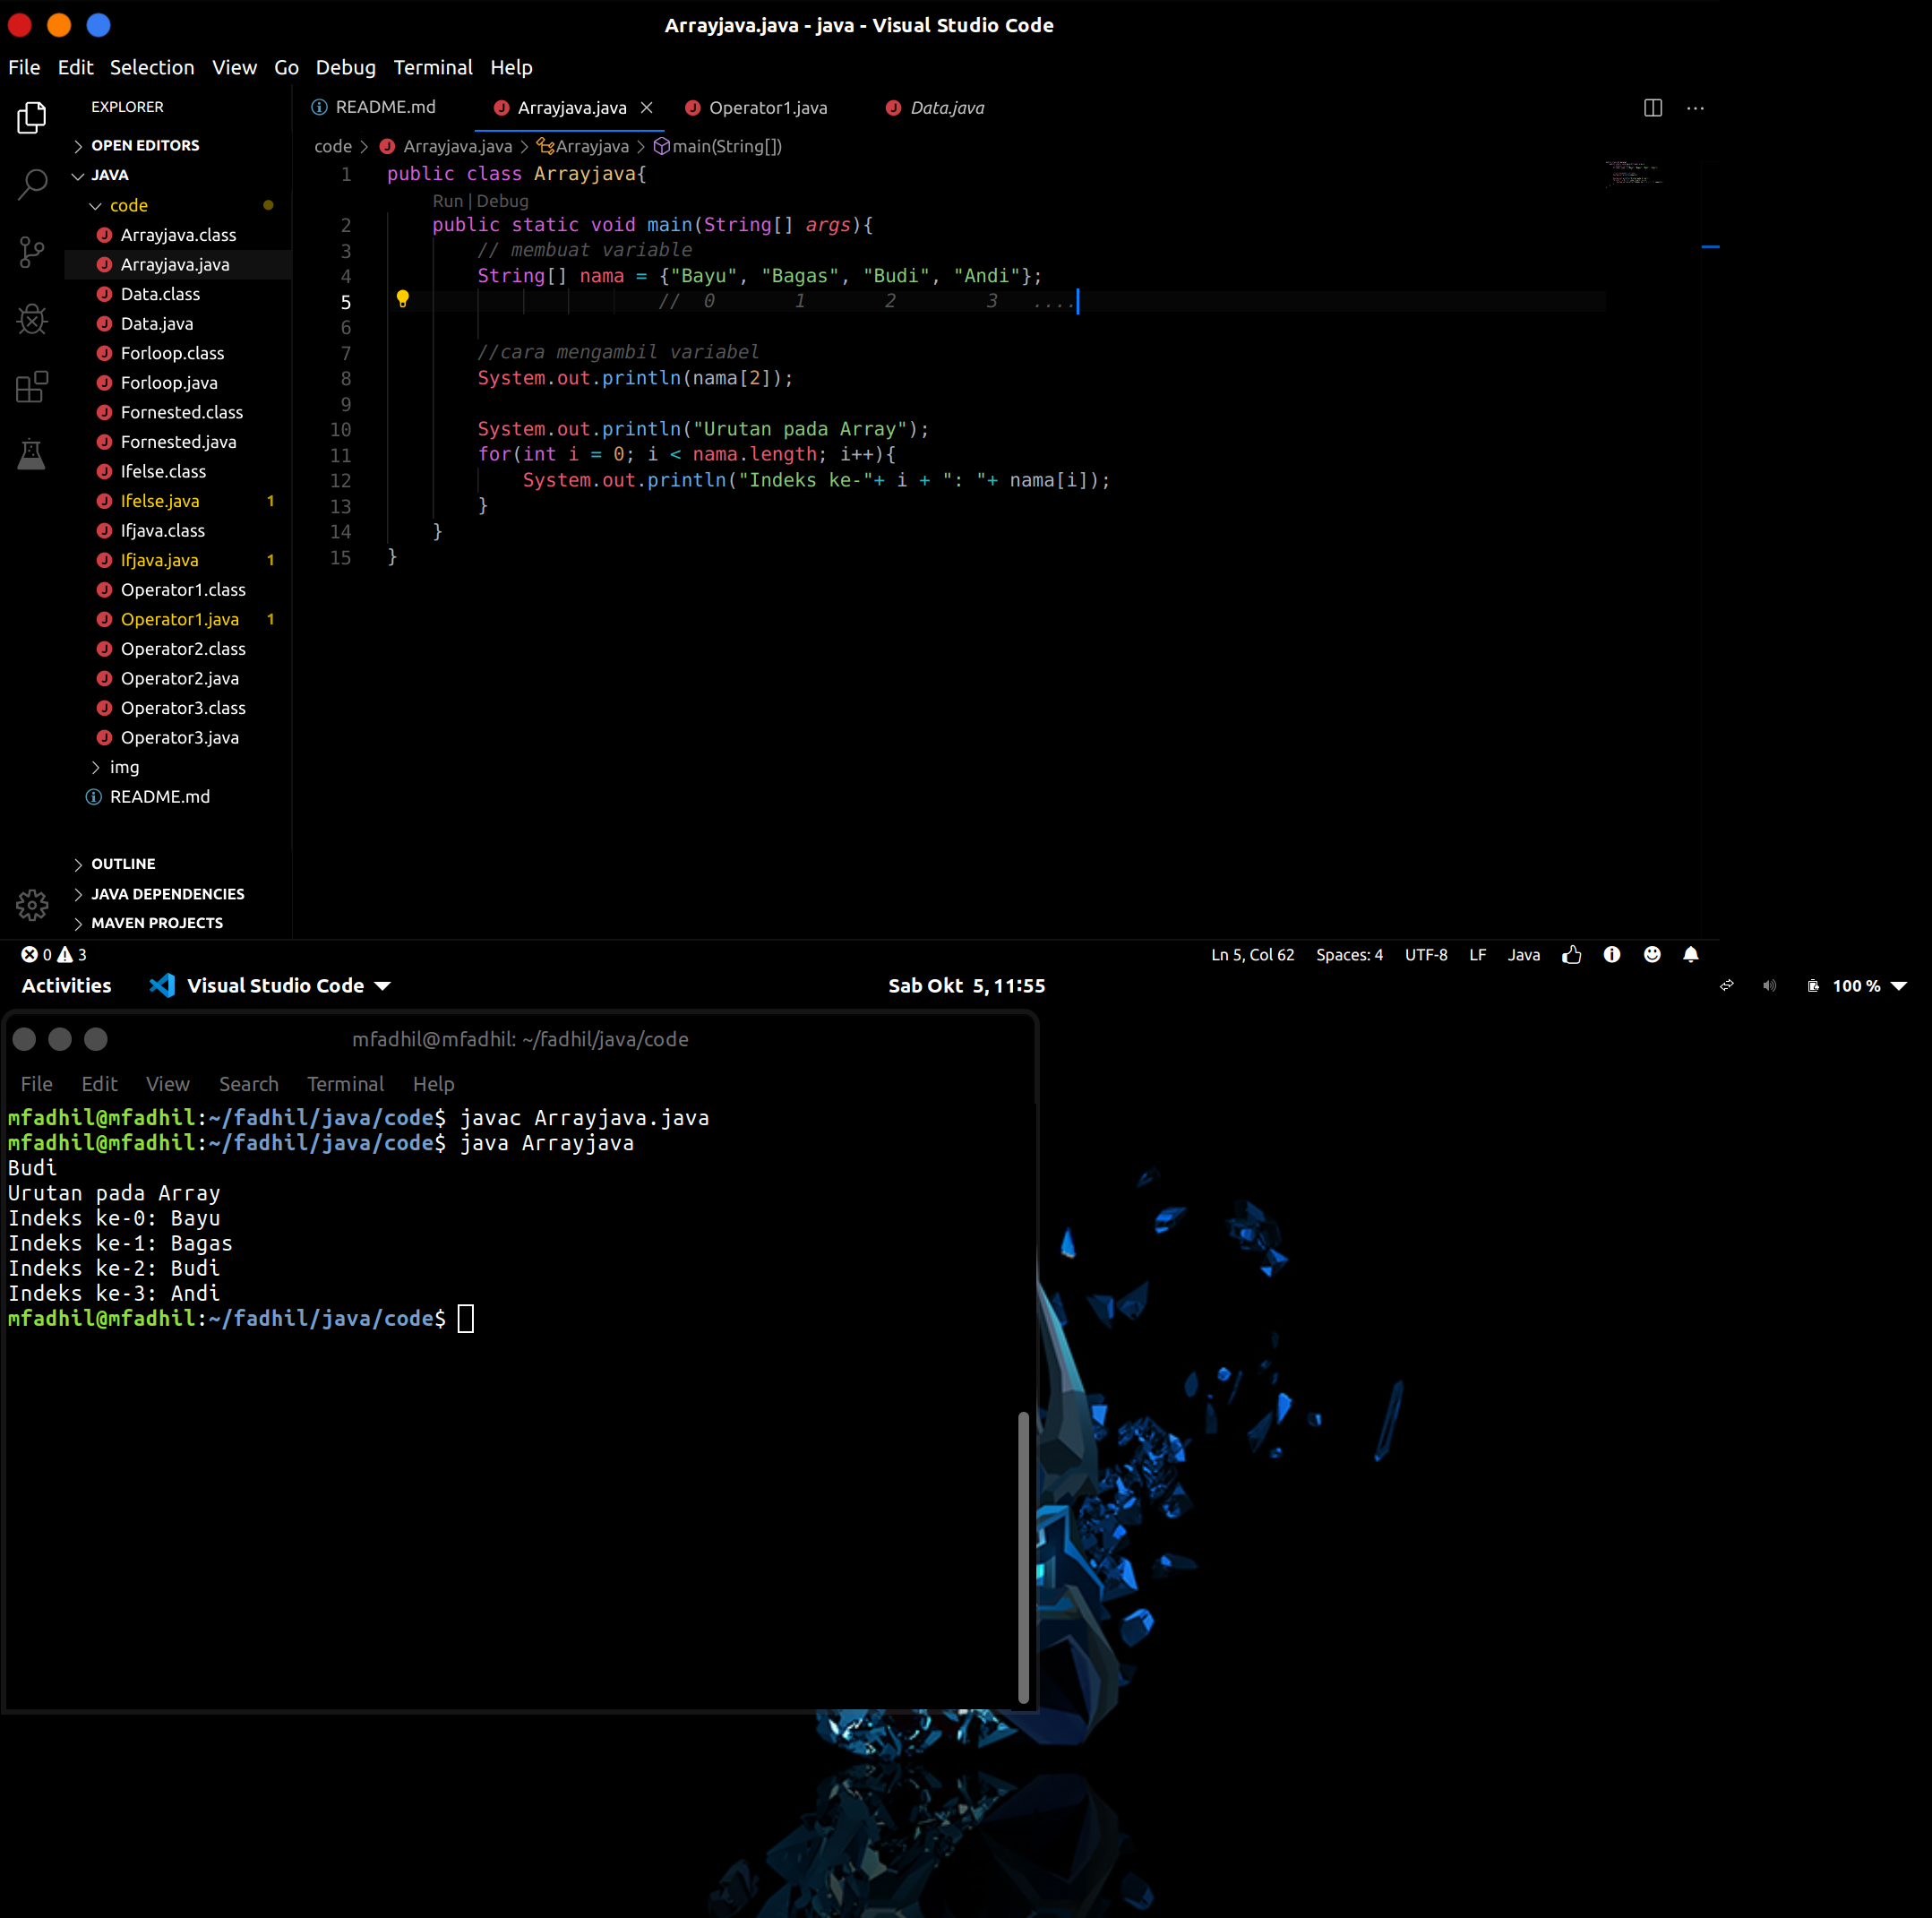 Arrayjava.java - java - Visual Studio Code
File Edit Selection View Go Debug Terminal Help
EXPLORER
OPEN EDITORS
JAVA
code
Arrayjava.class
Arrayjava.java
Data.class
Data.java
Forloop.class
Forloop.java
Fornested.class
Fornested.java
Ifelse.class
Ifelse.java 1
Ifjava.class
Ifjava.java 1
Operator1.class
Operator1.java 1
Operator2.class
Operator2.java
Operator3.class
Operator3.java
img
README.md
OUTLINE
JAVA DEPENDENCIES
MAVEN PROJECTS
README.md Arrayjava.java Operator1.java Data.java
code > Arrayjava.java > Arrayjava > main(String[])
1 public class Arrayjava{
Run | Debug
2 public static void main(String[] args){
3 // membuat variable
4 String[] nama = {"Bayu", "Bagas", "Budi", "Andi"};
5 // 0 1 2 3 ....
6
7 //cara mengambil variabel
8 System.out.println(nama[2]);
9
10 System.out.println("Urutan pada Array");
11 for(int i = 0; i < nama.length; i++){
12 System.out.println("Indeks ke-"+ i + ": "+ nama[i]);
13 }
14 }
15 }
0 3 Ln 5, Col 62 Spaces: 4 UTF-8 LF Java
Activities Visual Studio Code Sab Okt 5, 11:55 100 %
mfadhil@mfadhil: ~/fadhil/java/code
File Edit View Search Terminal Help
mfadhil@mfadhil:~/fadhil/java/code$ javac Arrayjava.java
mfadhil@mfadhil:~/fadhil/java/code$ java Arrayjava
Budi
Urutan pada Array
Indeks ke-0: Bayu
Indeks ke-1: Bagas
Indeks ke-2: Budi
Indeks ke-3: Andi
mfadhil@mfadhil:~/fadhil/java/code$